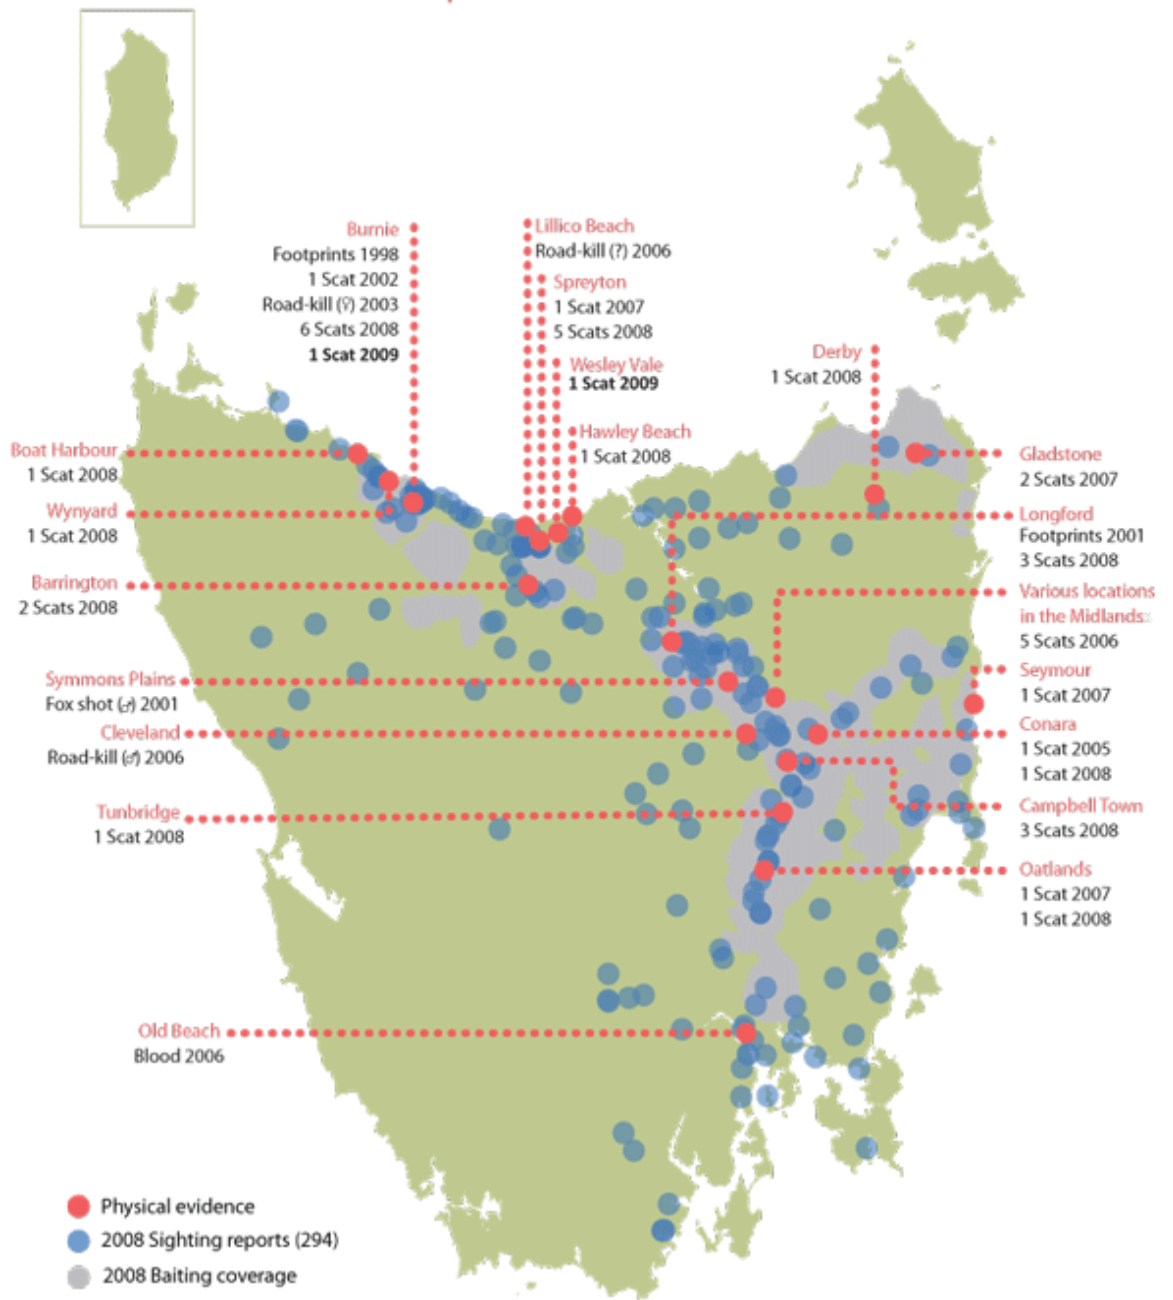 Burnie
Footprints 1998
1 Scat 2002
Road-kill (♀) 2003
6 Scats 2008
1 Scat 2009
Lillico Beach
Road-kill (?) 2006
Spreyton
1 Scat 2007
5 Scats 2008
Wesley Vale
1 Scat 2009
Hawley Beach
1 Scat 2008
Derby
1 Scat 2008
Boat Harbour
1 Scat 2008
Wynyard
1 Scat 2008
Barrington
2 Scats 2008
Symmons Plains
Fox shot (♂) 2001
Cleveland
Road-kill (♂) 2006
Tunbridge
1 Scat 2008
Old Beach
Blood 2006
Gladstone
2 Scats 2007
Longford
Footprints 2001
3 Scats 2008
Various locations
in the Midlands:
5 Scats 2006
Seymour
1 Scat 2007
Conara
1 Scat 2005
1 Scat 2008
Campbell Town
3 Scats 2008
Oatlands
1 Scat 2007
1 Scat 2008
Physical evidence
2008 Sighting reports (294)
2008 Baiting coverage